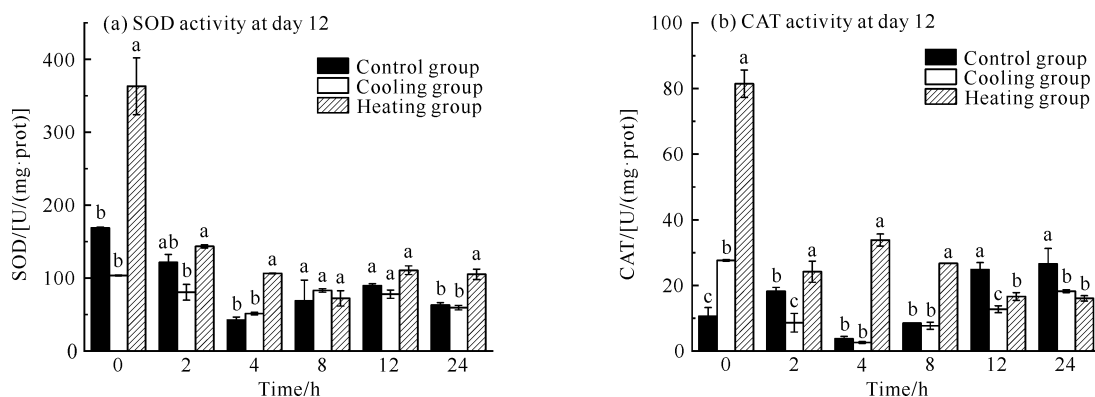 (a) SOD activity at day 12
SOD/[U/(mg·prot)]
400
300
200
100
0
Control group
Cooling group
Heating group
b b a
ab b a
b b a
a a a
a a a
b b a
0 2 4 8 12 24
Time/h
(b) CAT activity at day 12
CAT/[U/(mg·prot)]
100
80
60
40
20
0
Control group
Cooling group
Heating group
c b a
b c a
b b a
b b a
a c b
a b b
0 2 4 8 12 24
Time/h